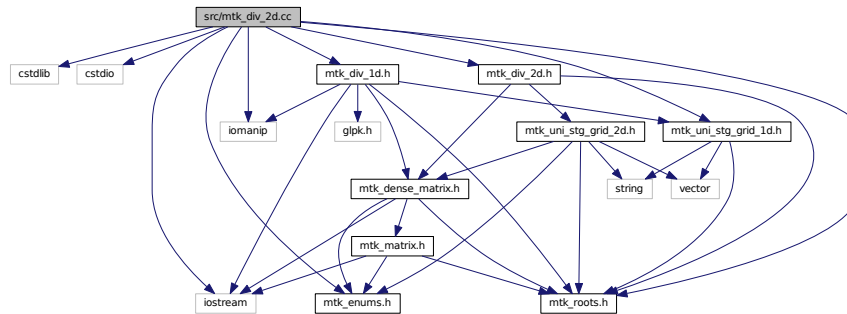 src/mtk_div_2d.cc
cstdlib
cstdio
mtk_div_1d.h
mtk_div_2d.h
iomanip
glpk.h
mtk_uni_stg_grid_2d.h
mtk_uni_stg_grid_1d.h
mtk_dense_matrix.h
string
vector
mtk_matrix.h
iostream
mtk_enums.h
mtk_roots.h